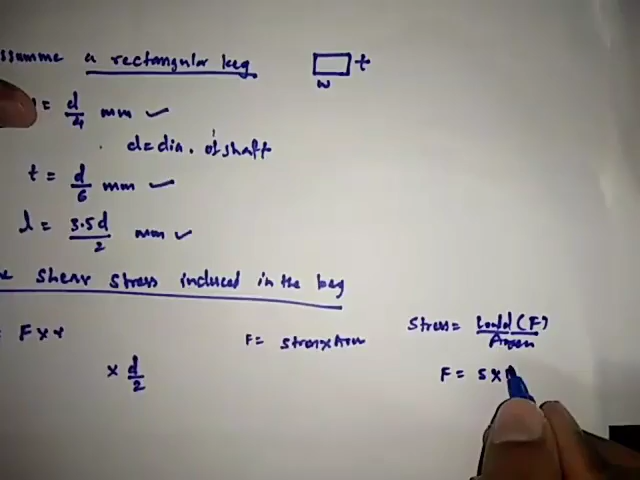 ssumme a rectangular key
t
w
= d/4 mm ✓
d = dia. of shaft
t = d/6 mm ✓
l = 3.5d/2 mm ✓
e shear stress induced in the key
= F x r
F = stress x Area
Stress = Load (F)/Area
x d/2
F = S x